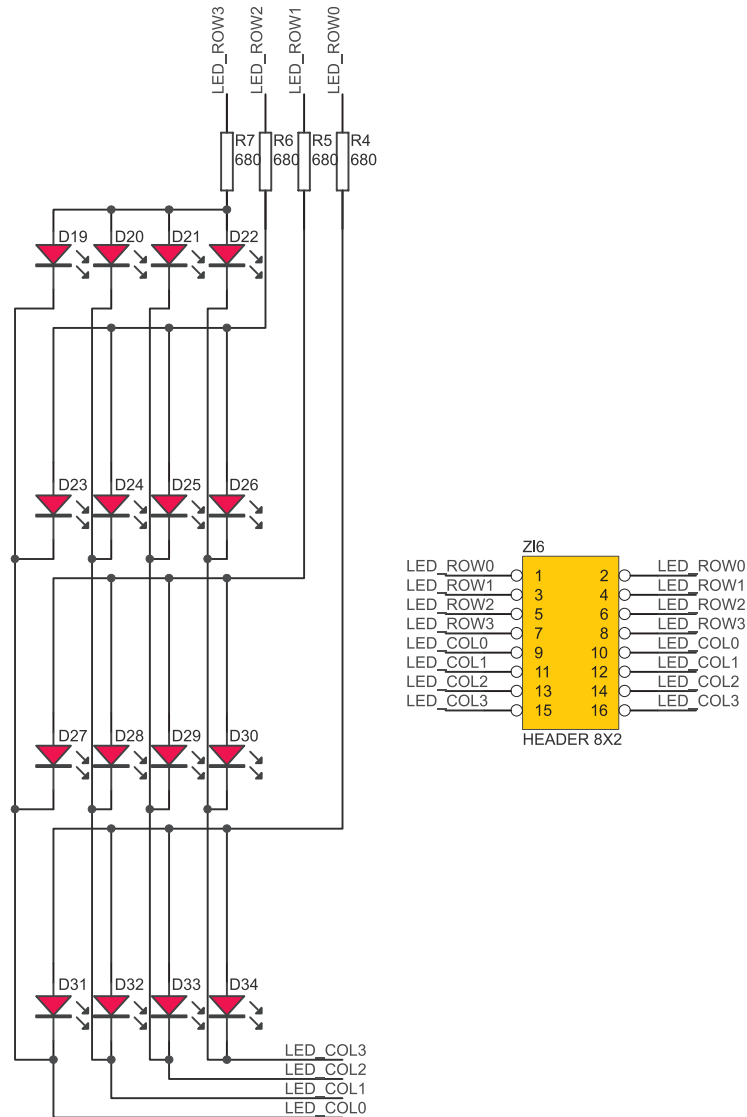 LED_ROW3
LED_ROW2
LED_ROW1
LED_ROW0
R7
680
R6
680
R5
680
R4
680
D19
D20
D21
D22
D23
D24
D25
D26
D27
D28
D29
D30
D31
D32
D33
D34
LED_COL3
LED_COL2
LED_COL1
LED_COL0
ZI6
LED_ROW0 1 2 LED_ROW0
LED_ROW1 3 4 LED_ROW1
LED_ROW2 5 6 LED_ROW2
LED_ROW3 7 8 LED_ROW3
LED_COL0 9 10 LED_COL0
LED_COL1 11 12 LED_COL1
LED_COL2 13 14 LED_COL2
LED_COL3 15 16 LED_COL3
HEADER 8X2